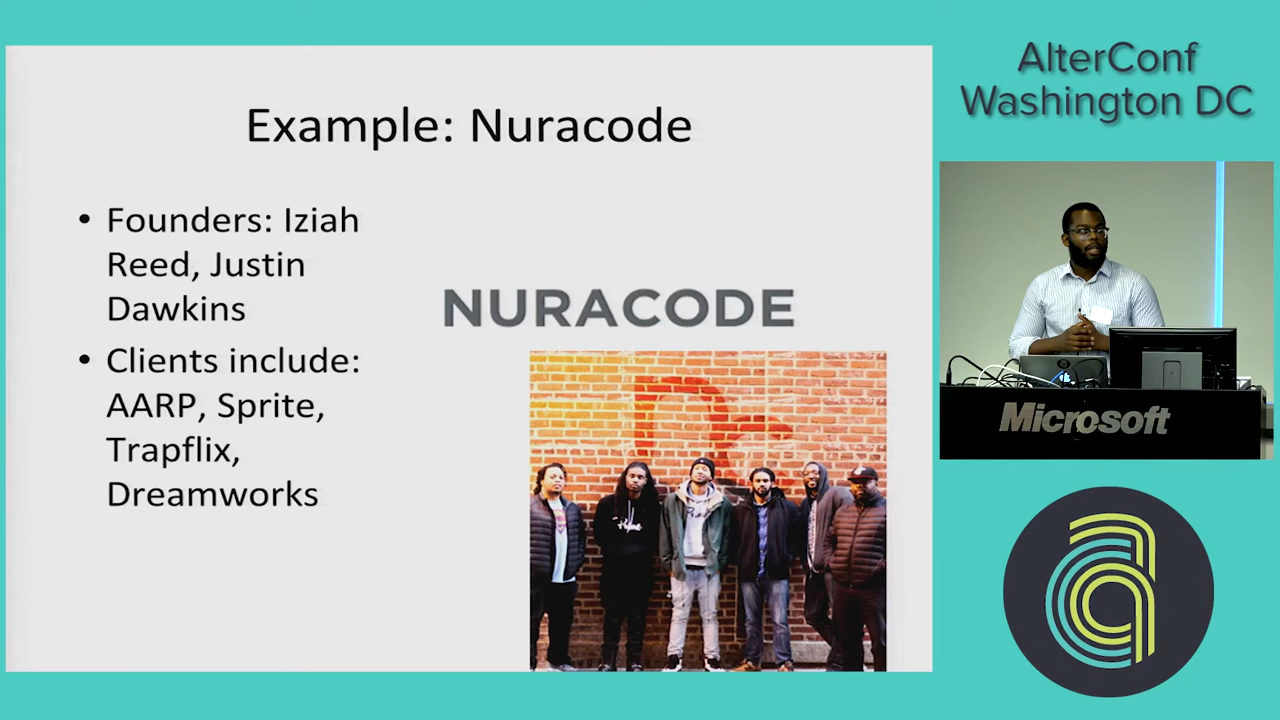 Example: Nuracode
• Founders: Iziah
Reed, Justin
Dawkins
• Clients include:
AARP, Sprite,
Trapflix,
Dreamworks
NURACODE
AlterConf
Washington DC
Microsoft